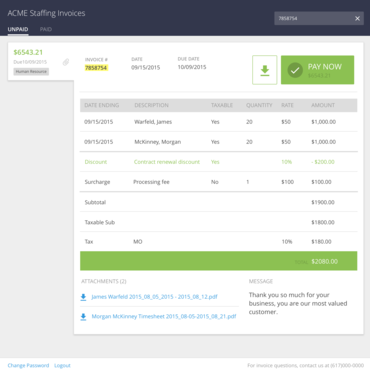 ACME Staffing Invoices
7858754
UNPAID PAID
$6543.21
Due10/09/2015
Human Resource
INVOICE # DATE DUE DATE
7858754 09/15/2015 10/09/2015
PAY NOW
DATE ENDING DESCRIPTION TAXABLE QUANTITY RATE AMOUNT
09/15/2015 Warfeld, James Yes 20 $50 $1,000.00
09/15/2015 McKinney, Morgan Yes 20 $50 $1,000.00
Discount Contract renewal discount Yes 10% - $200.00
Surcharge Processing fee No 1 $100 $100.00
Subtotal $1900.00
Taxable Sub $1800.00
Tax MO 10% $180.00
$2080.00
ATTACHMENTS (2) MESSAGE
James Warfeld 2015_08_05_2015 - 2015_08_12.pdf
Morgan McKinney Timesheet 2015_08-05-2015_08_21.pdf
Thank you so much for your
business, you are our most valued
customer.
Change Password Logout
For invoice questions, contact us at (617)000-0000